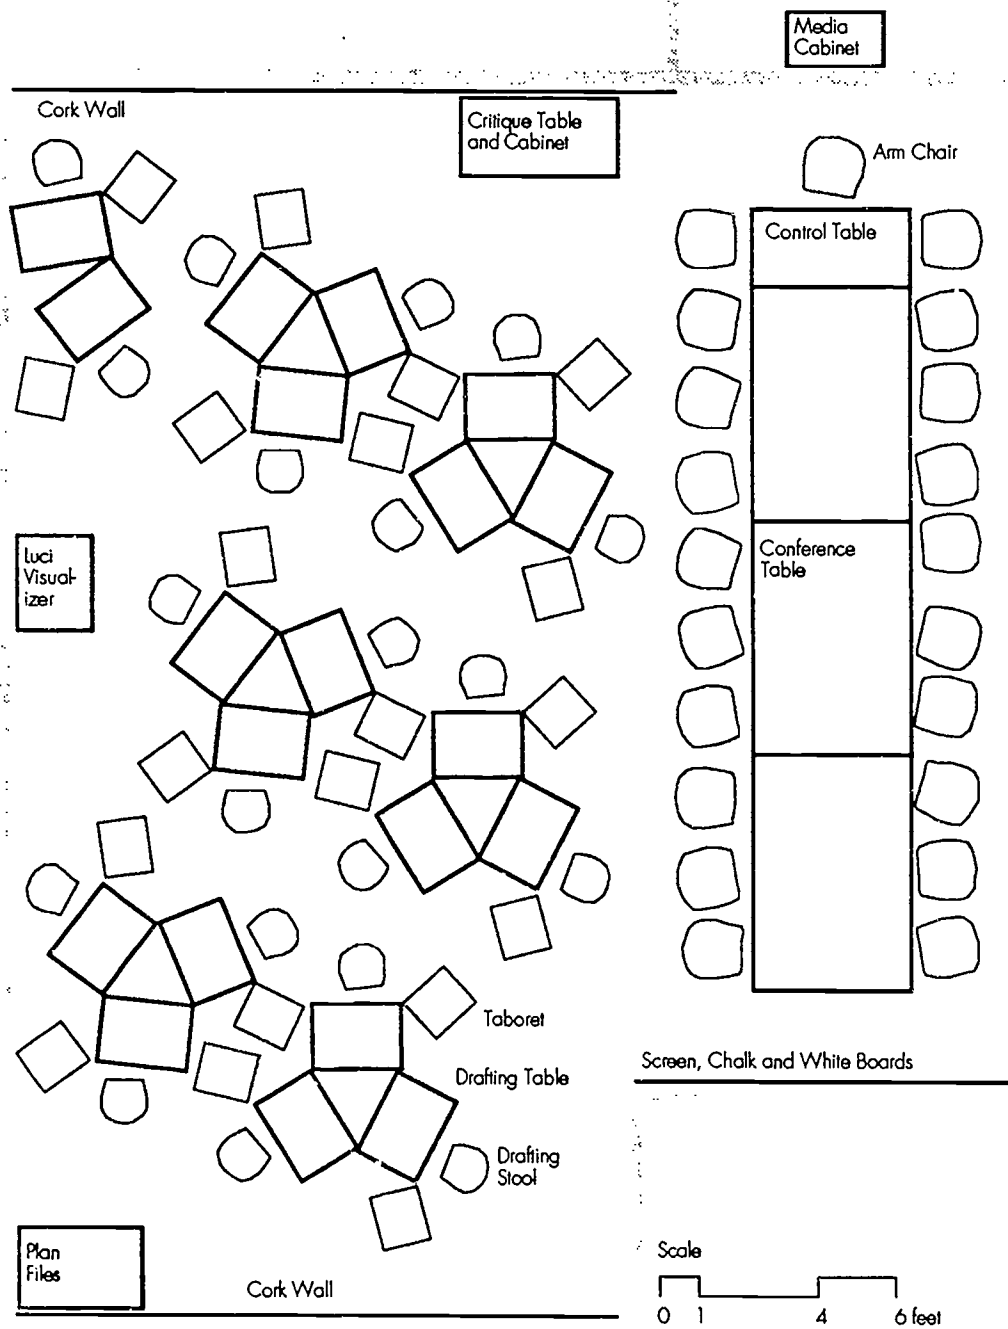 Media
Cabinet
Cork Wall
Critique Table
and Cabinet
Arm Chair
Control Table
Luci
Visual-
izer
Conference
Table
Taboret
Drafting Table
Screen, Chalk and White Boards
Drafting
Stool
Plan
Files
Cork Wall
Scale
0 1 4 6 feet